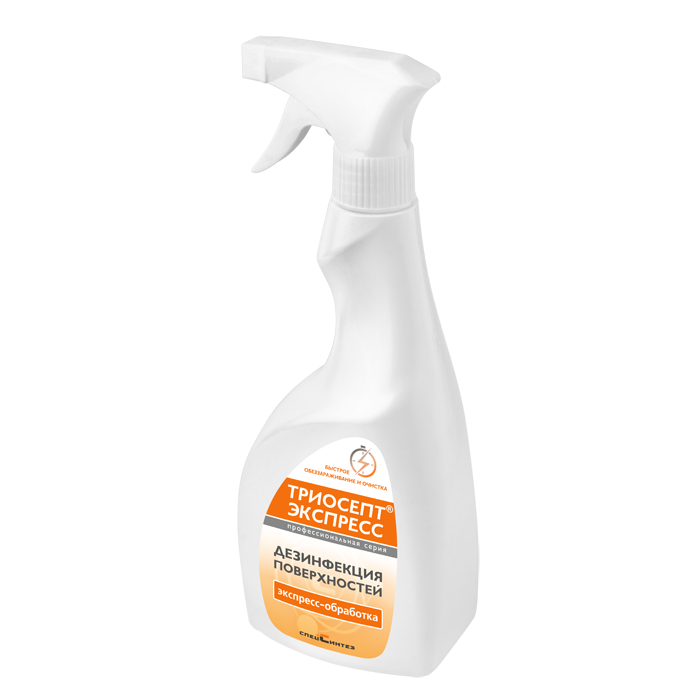 БЫСТРОЕ
ОБЕЗЗАРАЖИВАНИЕ И ОЧИСТКА
ТРИОСЕПТ®
ЭКСПРЕСС
профессиональная серия
ДЕЗИНФЕКЦИЯ
ПОВЕРХНОСТЕЙ
экспресс-обработка
СПЕЦСИНТЕЗ